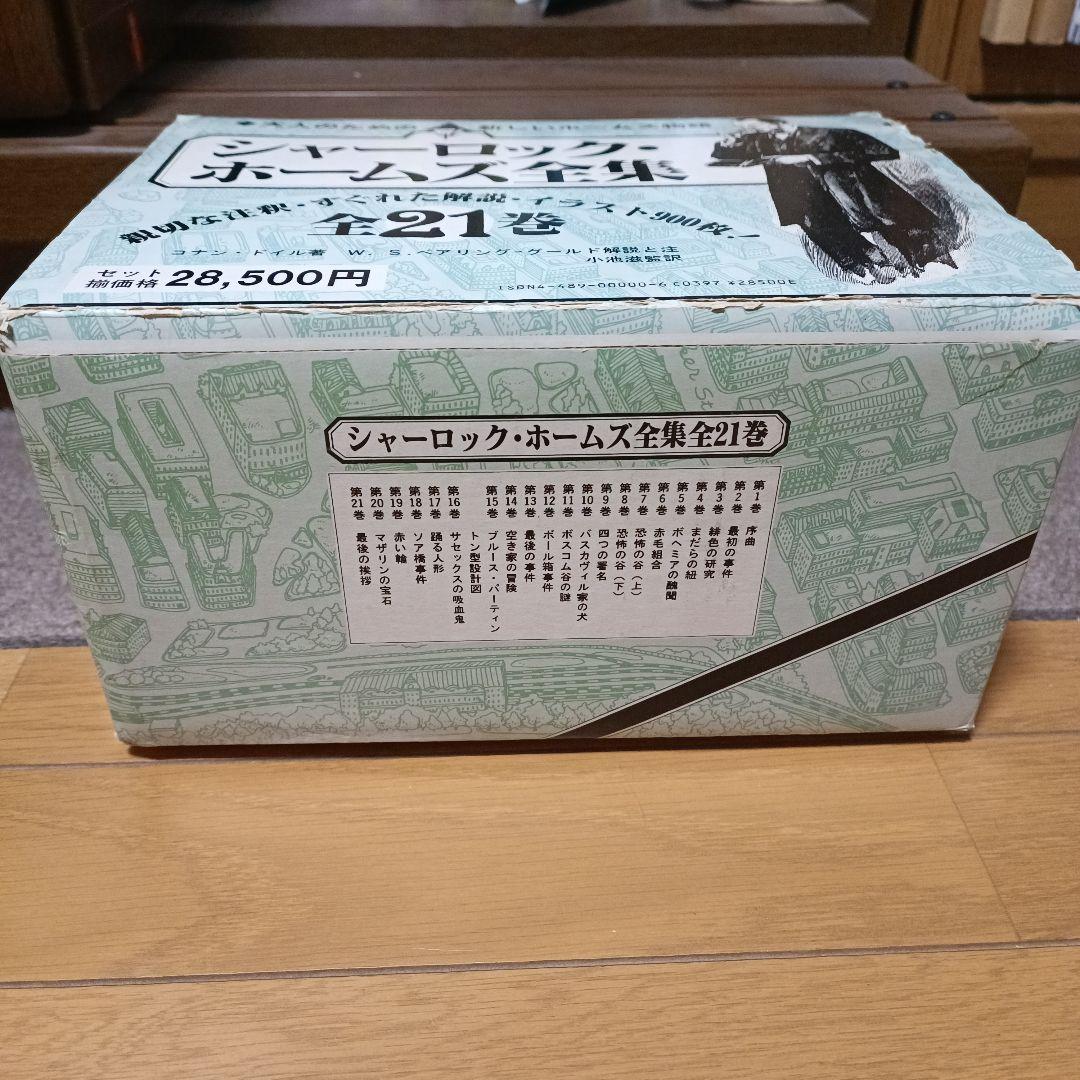 シャーロック・
ホームズ全集
親切な注釈・すぐれた解説・イラスト900枚!
全21巻
コナン・ドイル著 W.S.ベアリング・グールド解説と注
小池滋監訳
セット
揃価格 28,500円
ISBN4-489-00000-6 C0397 ¥28500E
シャーロック・ホームズ全集全21巻
第1巻 序曲
第2巻 最初の事件
第3巻 緋色の研究
第4巻 まだらの紐
第5巻 ボヘミアの醜聞
第6巻 赤毛組合
第7巻 恐怖の谷(上)
第8巻 恐怖の谷(下)
第9巻 四つの署名
第10巻 バスカヴィル家の犬
第11巻 ボスコム谷の謎
第12巻 ボール箱事件
第13巻 最後の事件
第14巻 空き家の冒険
第15巻 ブルース・パーティン
トン型設計図
第16巻 サセックスの吸血鬼
第17巻 踊る人形
第18巻 ソア橋事件
第19巻 赤い輪
第20巻 マザリンの宝石
第21巻 最後の挨拶